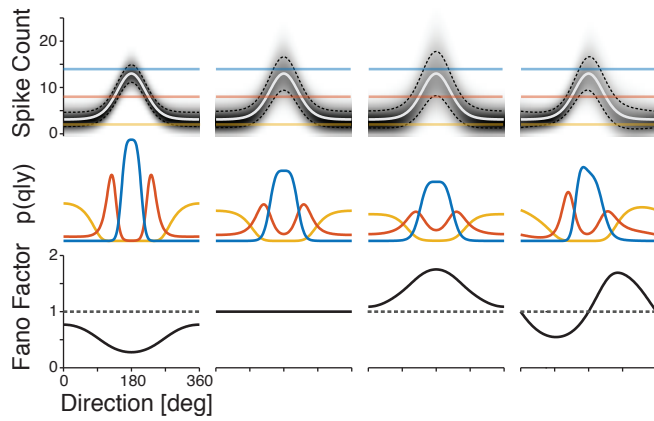 Spike Count
20
10
0
p(q|y)
Fano Factor
2
1
0
0 180 360
Direction [deg]